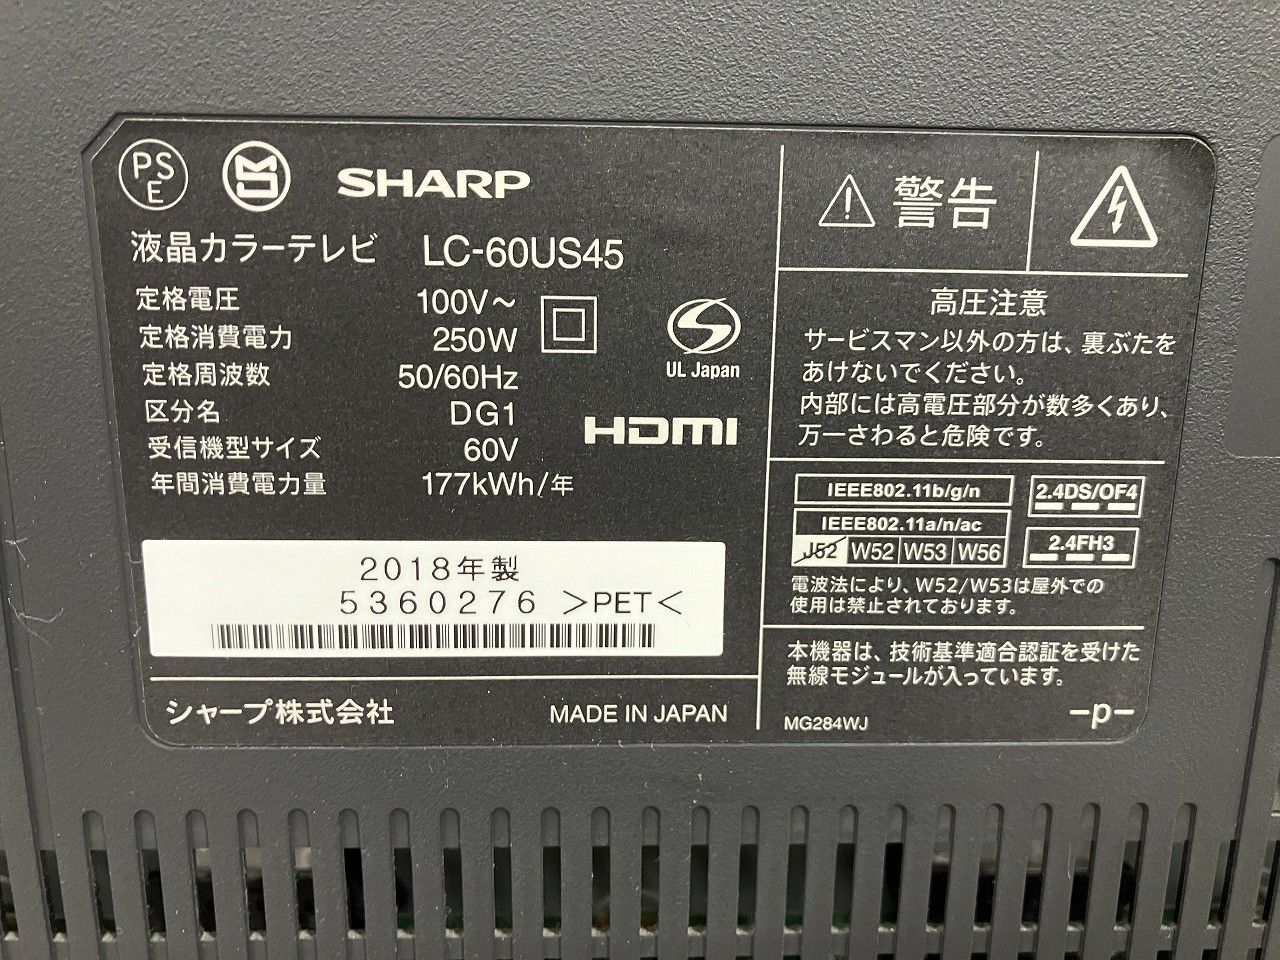 PS
E
SHARP
液晶カラーテレビ LC-60US45
定格電圧 100V～
定格消費電力 250W
定格周波数 50/60Hz
区分名 DG1
受信機型サイズ 60V
年間消費電力量 177kWh/年
UL Japan
HDMI
2018年製
5360276 >PET<
シャープ株式会社 MADE IN JAPAN
警告
高圧注意
サービスマン以外の方は、裏ぶたを
あけないでください。
内部には高電圧部分が数多くあり、
万一さわると危険です。
IEEE802.11b/g/n
2.4DS/OF4
IEEE802.11a/n/ac
J52 W52 W53 W56
2.4FH3
電波法により、W52/W53は屋外での
使用は禁止されております。
本機器は、技術基準適合認証を受けた
無線モジュールが入っています。
MG284WJ -p-